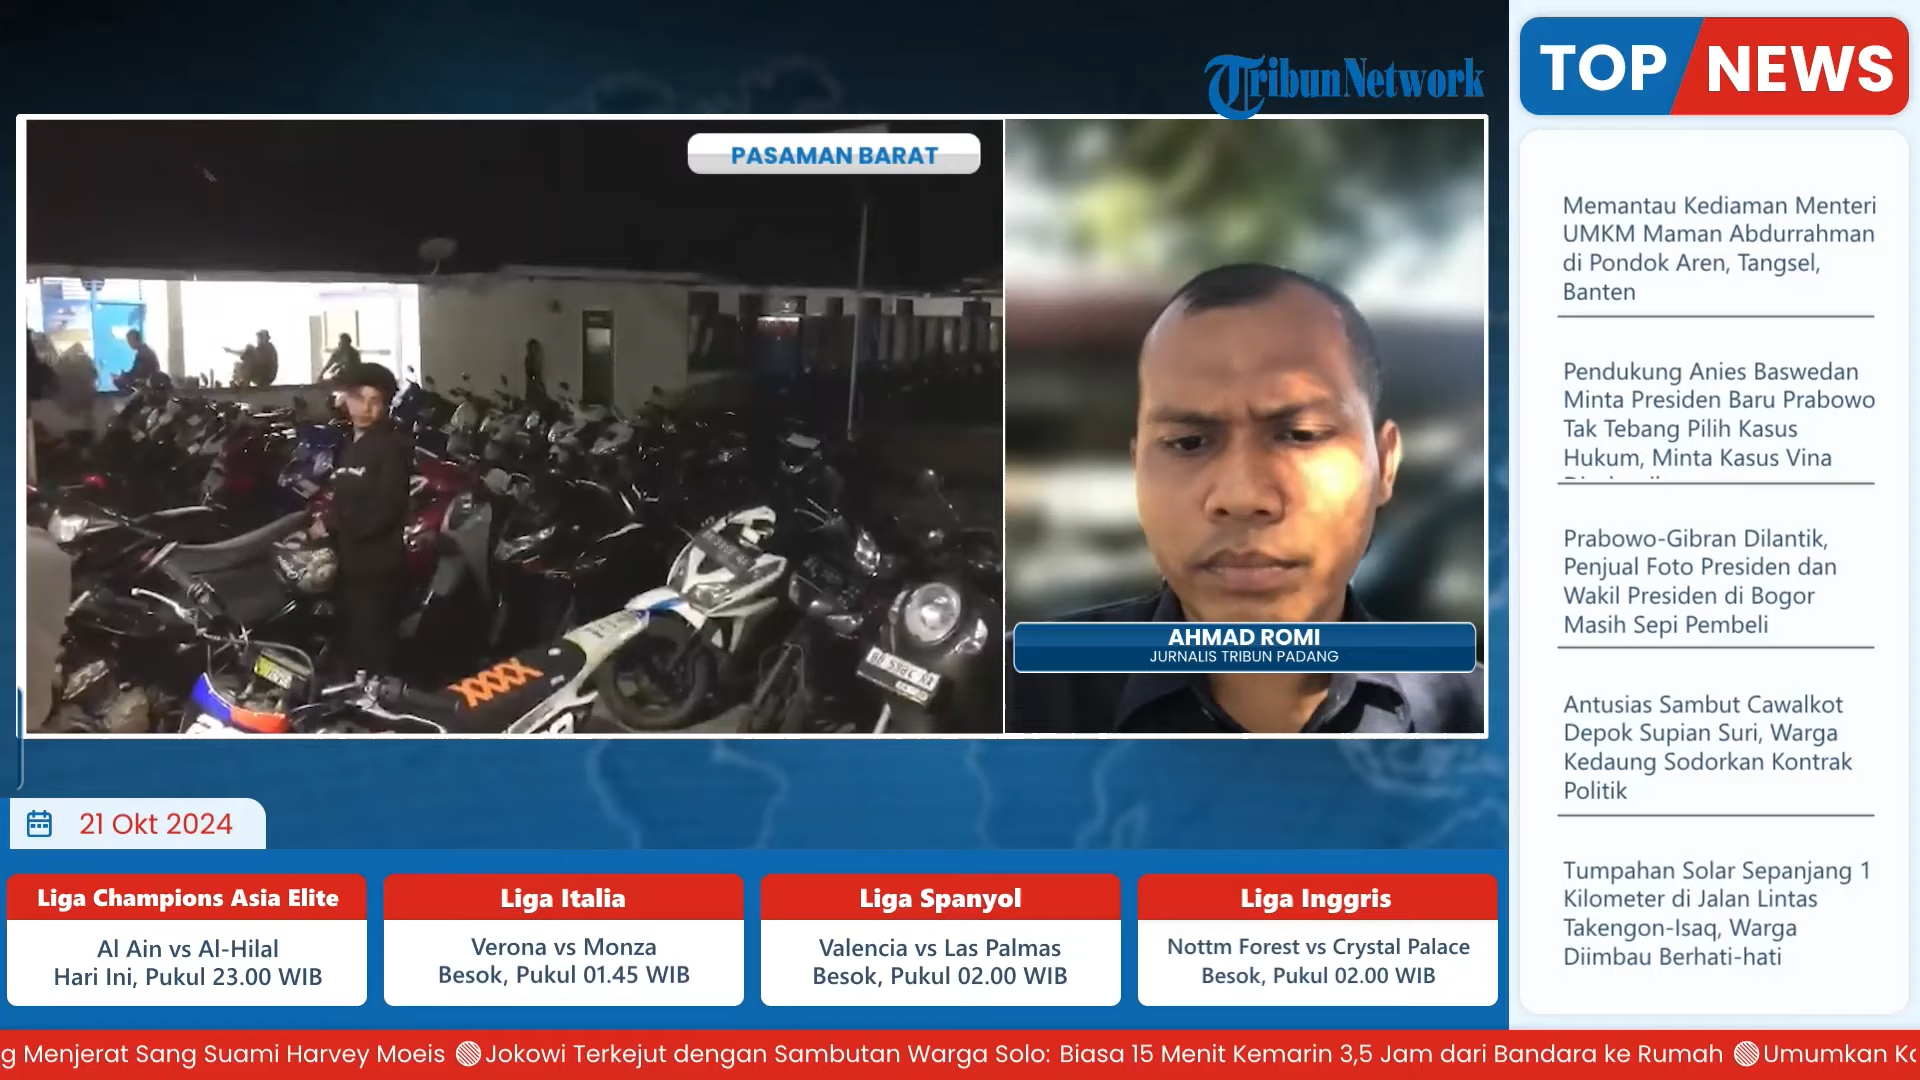 TribunNetwork
TOP NEWS
PASAMAN BARAT
XXXX
AHMAD ROMI
JURNALIS TRIBUN PADANG
Memantau Kediaman Menteri
UMKM Maman Abdurrahman
di Pondok Aren, Tangsel,
Banten
Pendukung Anies Baswedan
Minta Presiden Baru Prabowo
Tak Tebang Pilih Kasus
Hukum, Minta Kasus Vina
Prabowo-Gibran Dilantik,
Penjual Foto Presiden dan
Wakil Presiden di Bogor
Masih Sepi Pembeli
Antusias Sambut Cawalkot
Depok Supian Suri, Warga
Kedaung Sodorkan Kontrak
Politik
Tumpahan Solar Sepanjang 1
Kilometer di Jalan Lintas
Takengon-Isaq, Warga
Diimbau Berhati-hati
21 Okt 2024
Liga Champions Asia Elite
Al Ain vs Al-Hilal
Hari Ini, Pukul 23.00 WIB
Liga Italia
Verona vs Monza
Besok, Pukul 01.45 WIB
Liga Spanyol
Valencia vs Las Palmas
Besok, Pukul 02.00 WIB
Liga Inggris
Nottm Forest vs Crystal Palace
Besok, Pukul 02.00 WIB
g Menjerat Sang Suami Harvey Moeis Jokowi Terkejut dengan Sambutan Warga Solo: Biasa 15 Menit Kemarin 3,5 Jam dari Bandara ke Rumah Umumkan